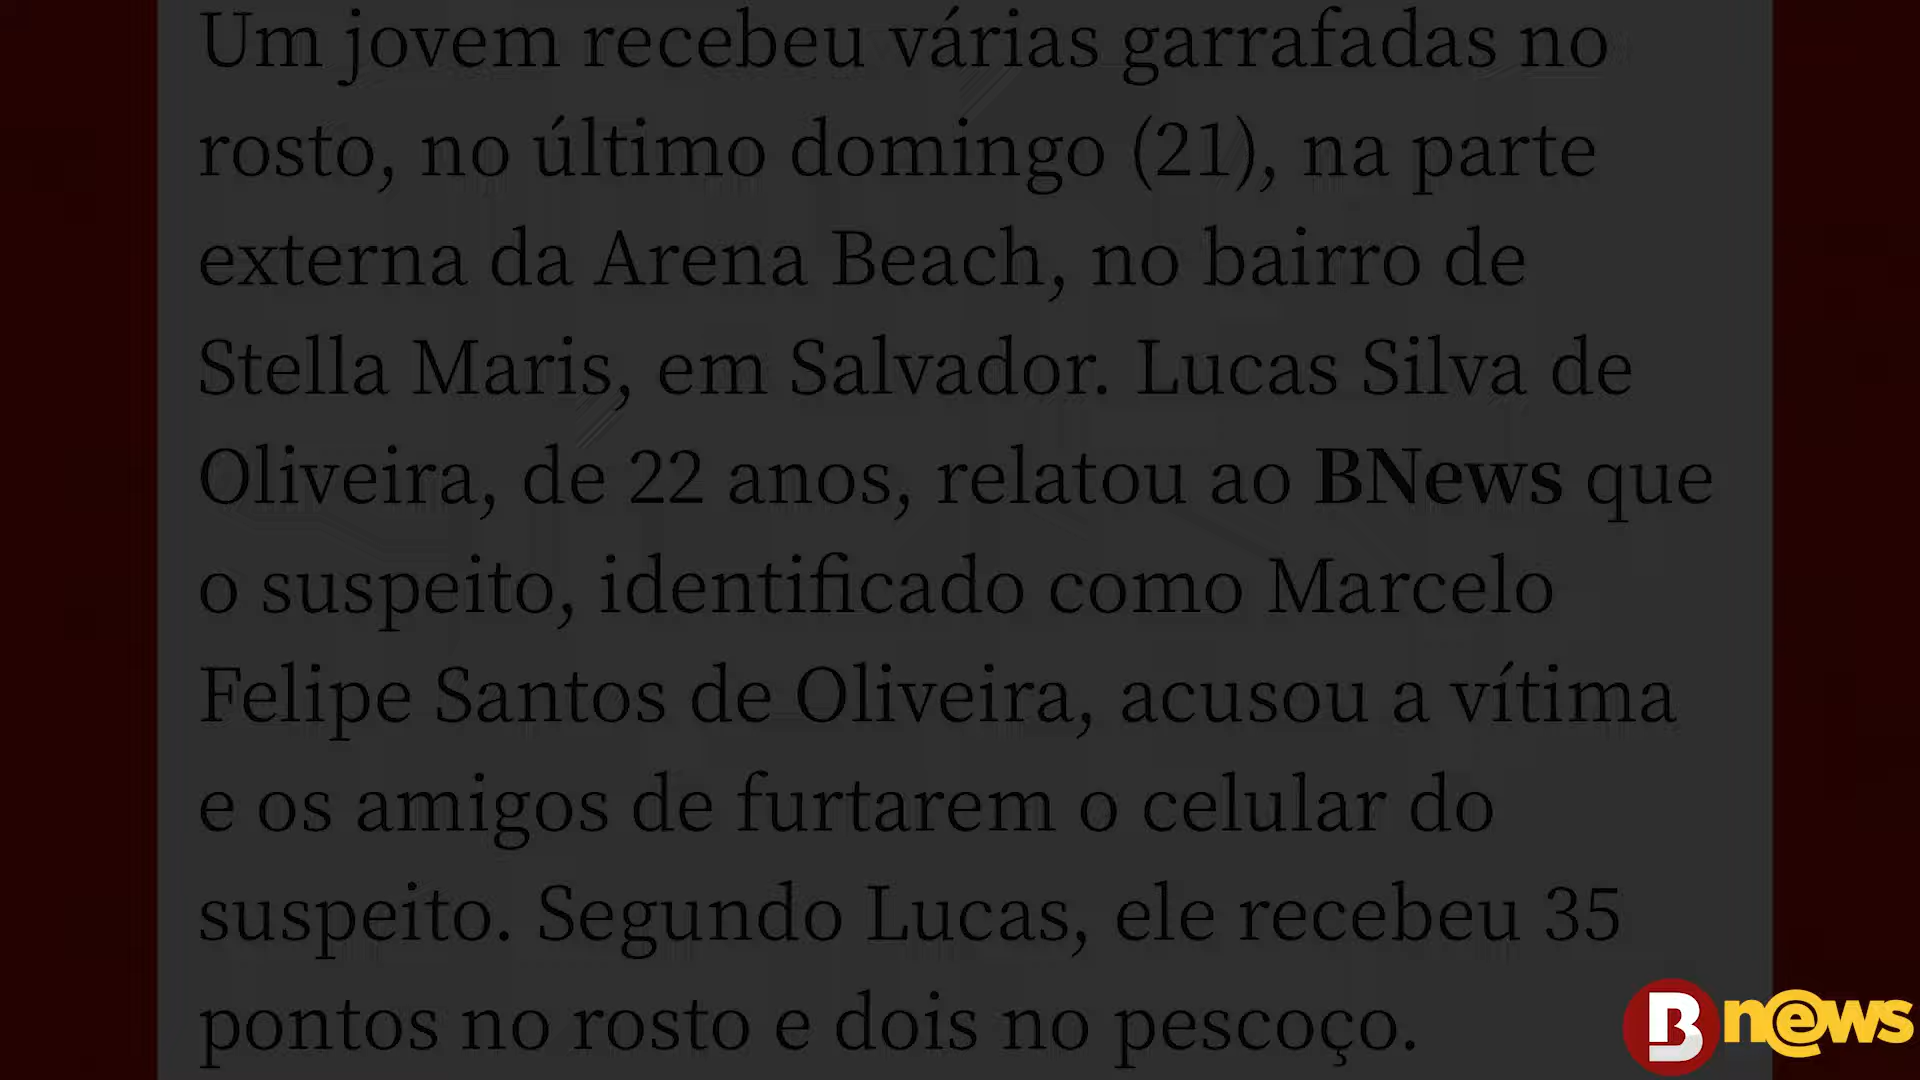 Um jovem recebeu várias garrafadas no
rosto, no último domingo (21), na parte
externa da Arena Beach, no bairro de
Stella Maris, em Salvador. Lucas Silva de
Oliveira, de 22 anos, relatou ao BNews que
o suspeito, identificado como Marcelo
Felipe Santos de Oliveira, acusou a vítima
e os amigos de furtarem o celular do
suspeito. Segundo Lucas, ele recebeu 35
pontos no rosto e dois no pescoço.
B n@ws